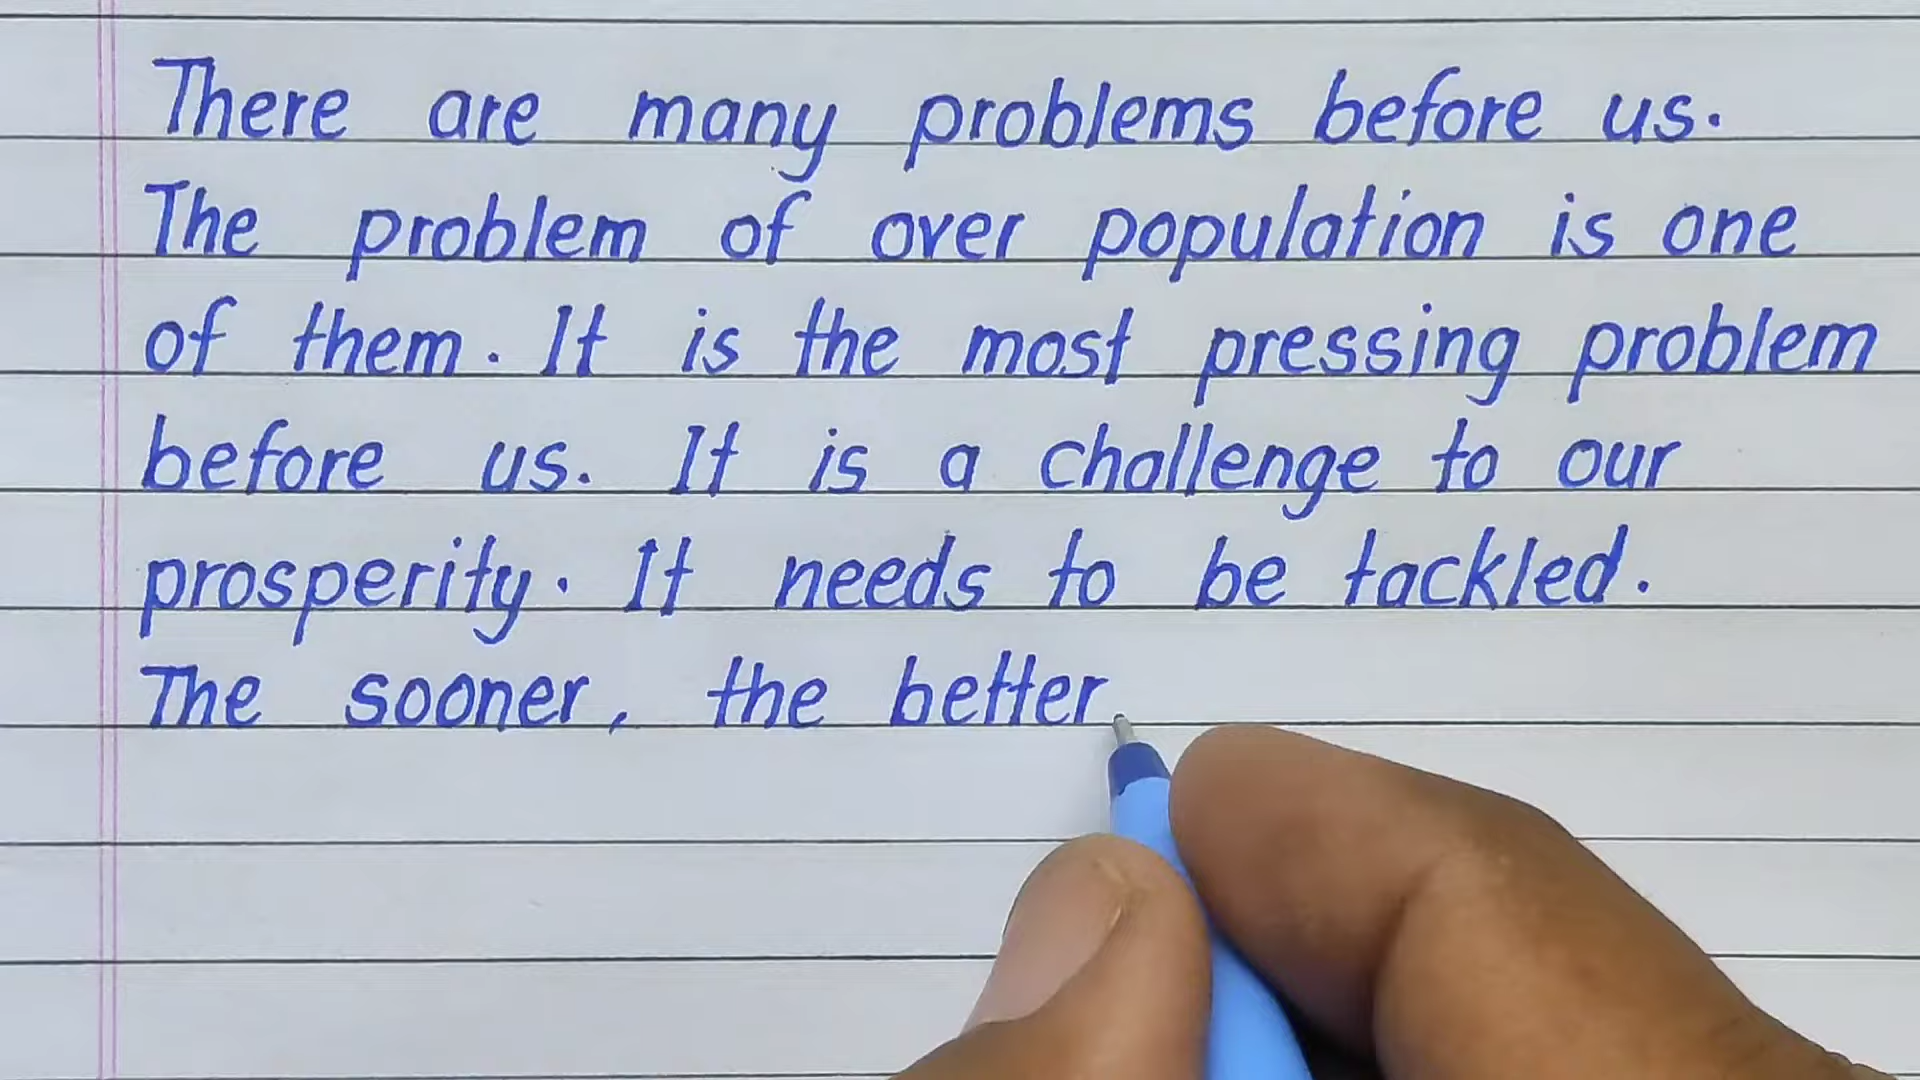 There are many problems before us.
The problem of over population is one
of them. It is the most pressing problem
before us. It is a challenge to our
prosperity. It needs to be tackled.
The sooner, the better.